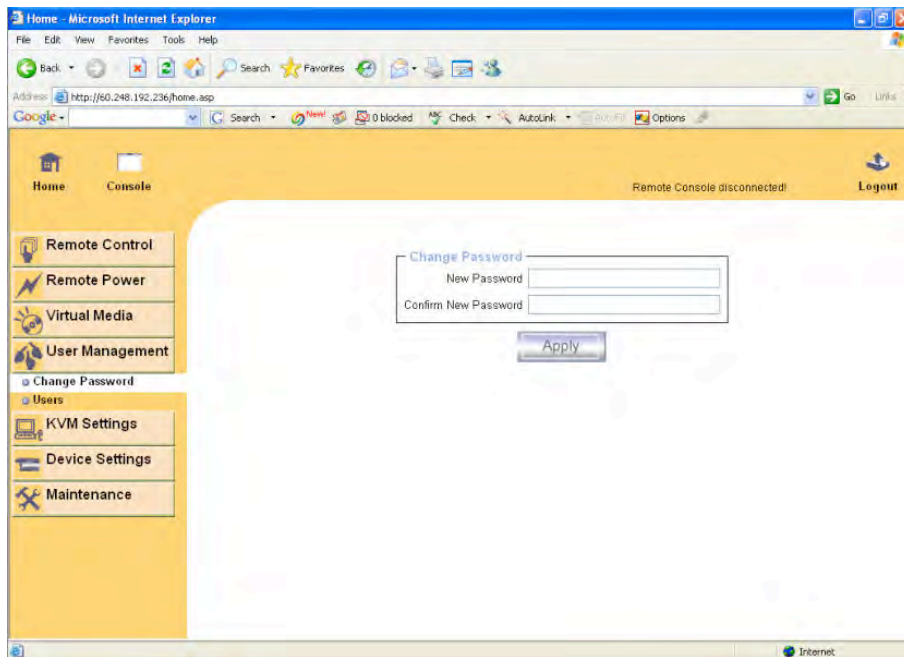 Home - Microsoft Internet Explorer
File Edit View Favorites Tools Help
Back Search Favorites
Address http://60.248.192.236/home.asp Go Links
Google Search New! 0 blocked Check AutoLink AutoFill Options
Home Console Remote Console disconnected! Logout
Remote Control
Remote Power
Virtual Media
User Management
Change Password
Users
KVM Settings
Device Settings
Maintenance
Change Password
New Password
Confirm New Password
Apply
Internet